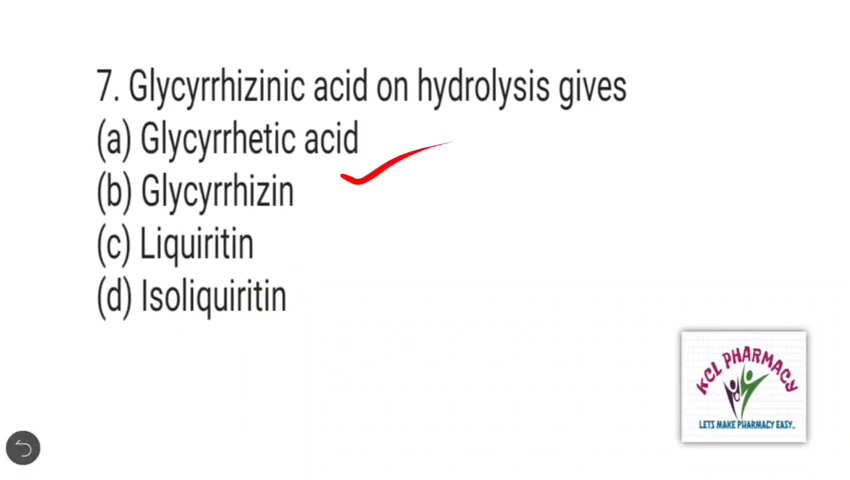 7. Glycyrrhizinic acid on hydrolysis gives
(a) Glycyrrhetic acid
(b) Glycyrrhizin
(c) Liquiritin
(d) Isoliquiritin
KCL PHARMACY
LETS MAKE PHARMACY EASY..